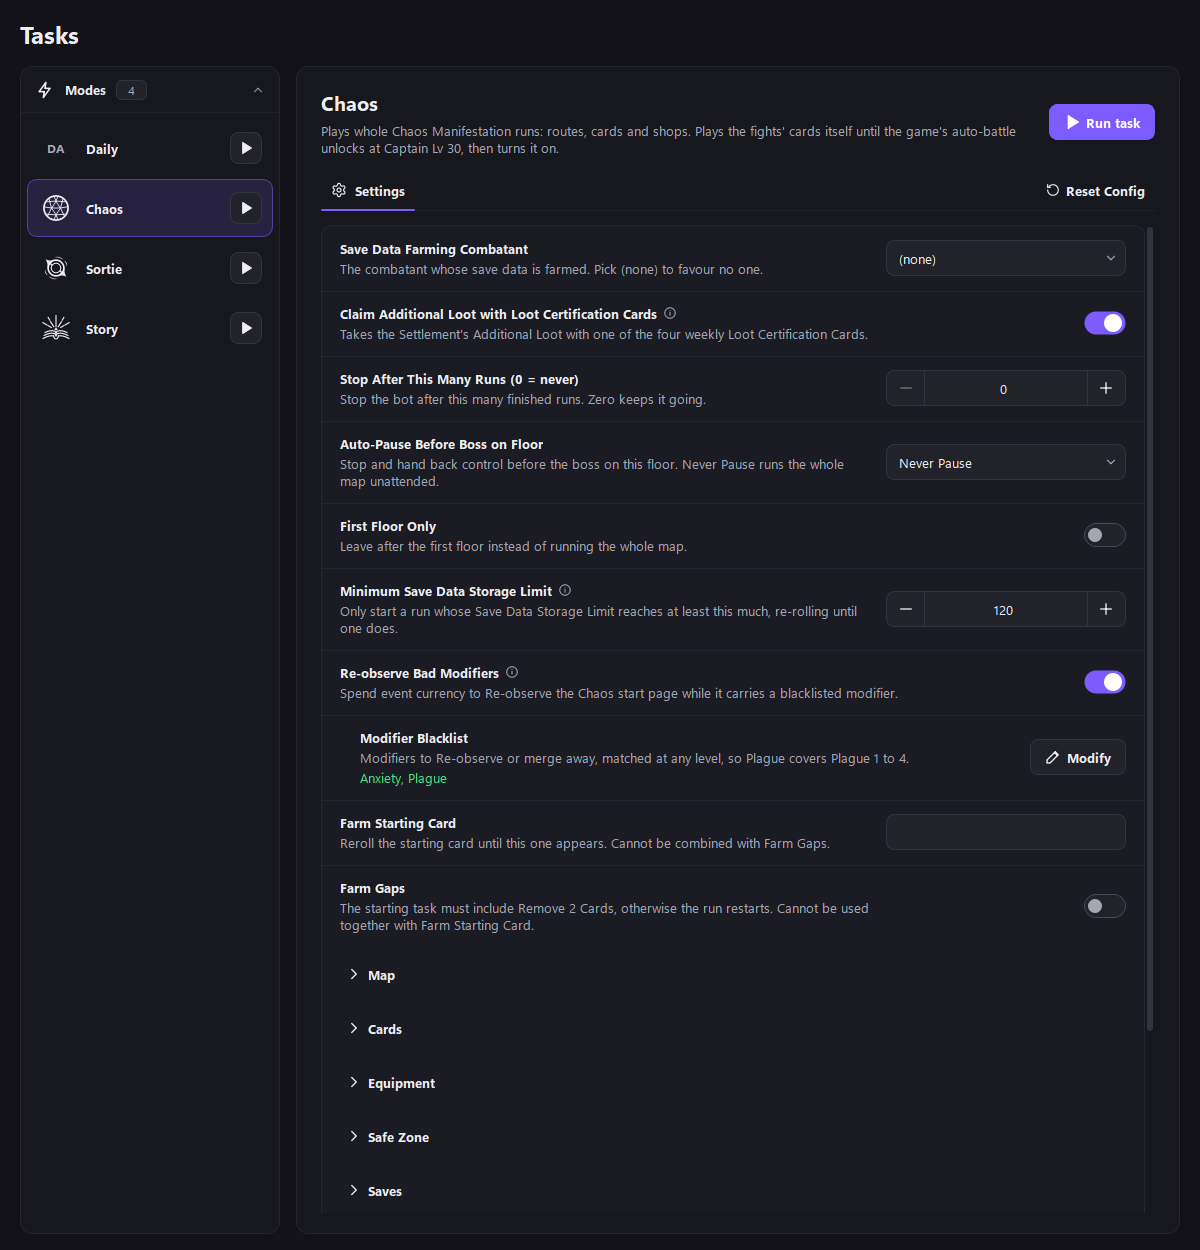 Tasks
Modes 4
DA Daily
Chaos
Sortie
Story
Chaos
Plays whole Chaos Manifestation runs: routes, cards and shops. Plays the fights' cards itself until the game's auto-battle
unlocks at Captain Lv 30, then turns it on.
Run task
Settings
Reset Config
Save Data Farming Combatant
The combatant whose save data is farmed. Pick (none) to favour no one.
(none)
Claim Additional Loot with Loot Certification Cards
Takes the Settlement's Additional Loot with one of the four weekly Loot Certification Cards.
Stop After This Many Runs (0 = never)
Stop the bot after this many finished runs. Zero keeps it going.
0
Auto-Pause Before Boss on Floor
Stop and hand back control before the boss on this floor. Never Pause runs the whole
map unattended.
Never Pause
First Floor Only
Leave after the first floor instead of running the whole map.
Minimum Save Data Storage Limit
Only start a run whose Save Data Storage Limit reaches at least this much, re-rolling until
one does.
120
Re-observe Bad Modifiers
Spend event currency to Re-observe the Chaos start page while it carries a blacklisted modifier.
Modifier Blacklist
Modifiers to Re-observe or merge away, matched at any level, so Plague covers Plague 1 to 4.
Anxiety, Plague
Modify
Farm Starting Card
Reroll the starting card until this one appears. Cannot be combined with Farm Gaps.
Farm Gaps
The starting task must include Remove 2 Cards, otherwise the run restarts. Cannot be used
together with Farm Starting Card.
Map
Cards
Equipment
Safe Zone
Saves